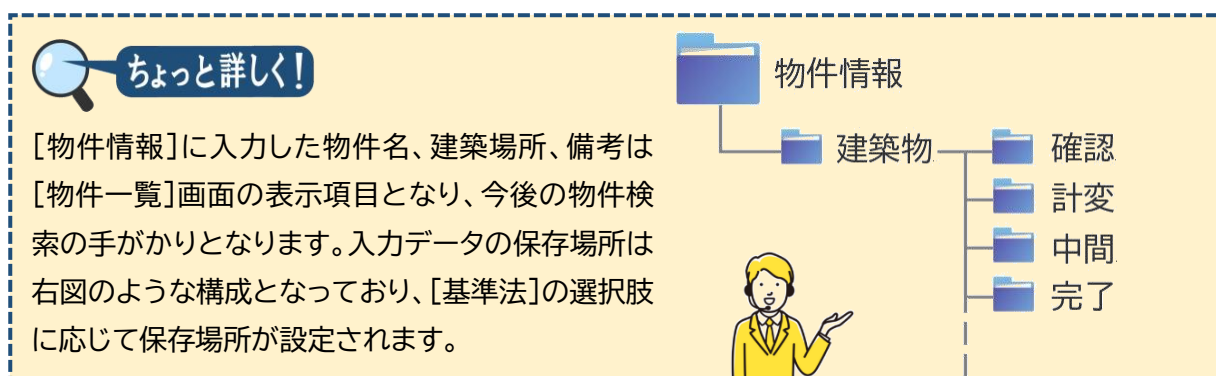 ちょっと詳しく!
[物件情報]に入力した物件名、建築場所、備考は
[物件一覧]画面の表示項目となり、今後の物件検
索の手がかりとなります。入力データの保存場所は
右図のような構成となっており、[基準法]の選択肢
に応じて保存場所が設定されます。
物件情報
建築物
確認
計変
中間
完了